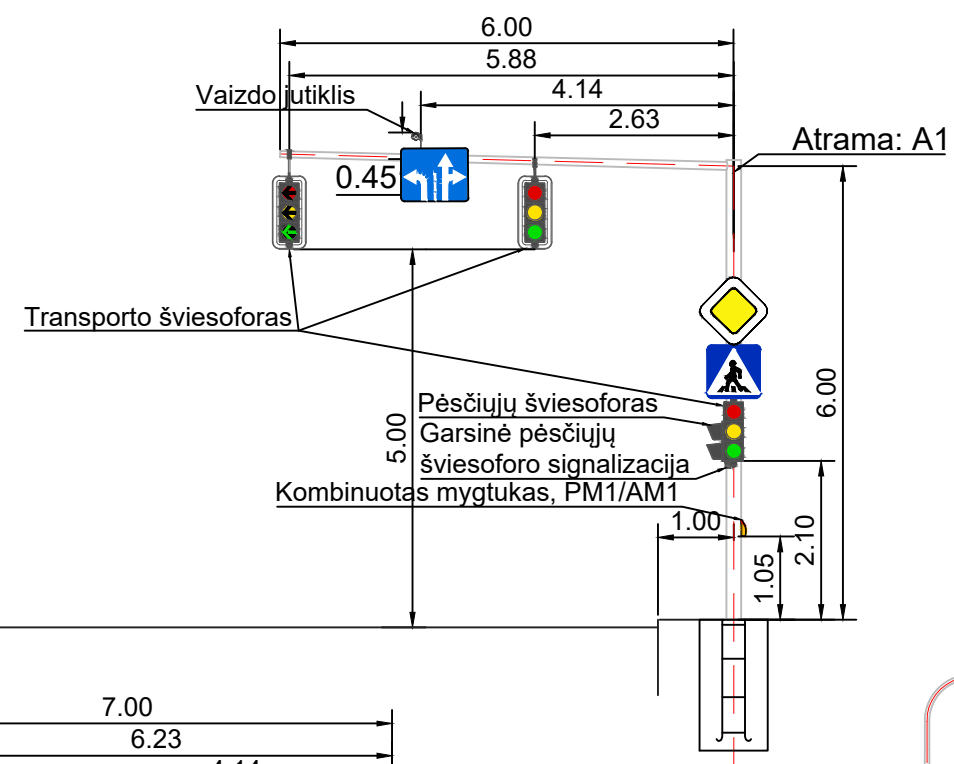 6.00
5.88
Vaizdo jutiklis
4.14
2.63
Atrama: A1
0.45
Transporto šviesoforas
Pėsčiųjų šviesoforas
Garsinė pėsčiųjų
šviesoforo signalizacija
Kombinuotas mygtukas, PM1/AM1
5.00
6.00
1.00
2.10
1.05
7.00
6.23
4.14